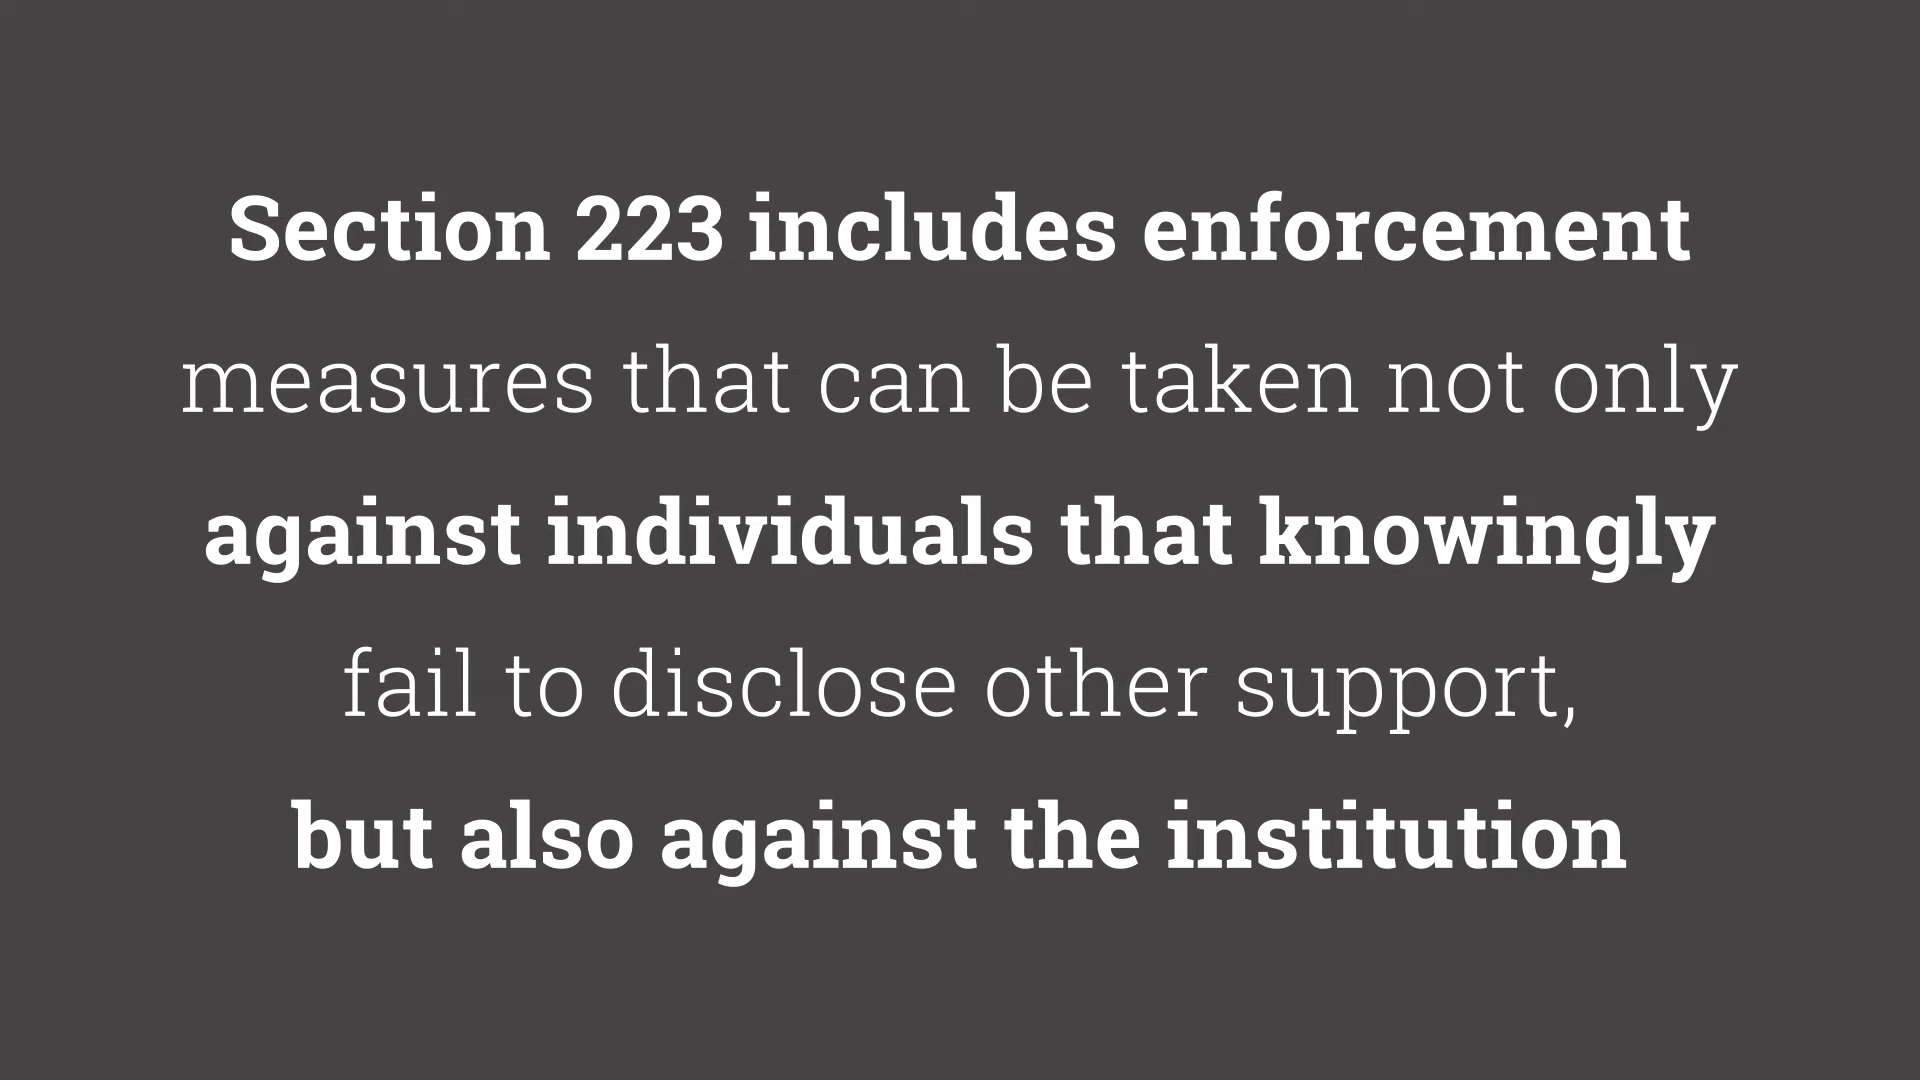 Section 223 includes enforcement
measures that can be taken not only
against individuals that knowingly
fail to disclose other support,
but also against the institution